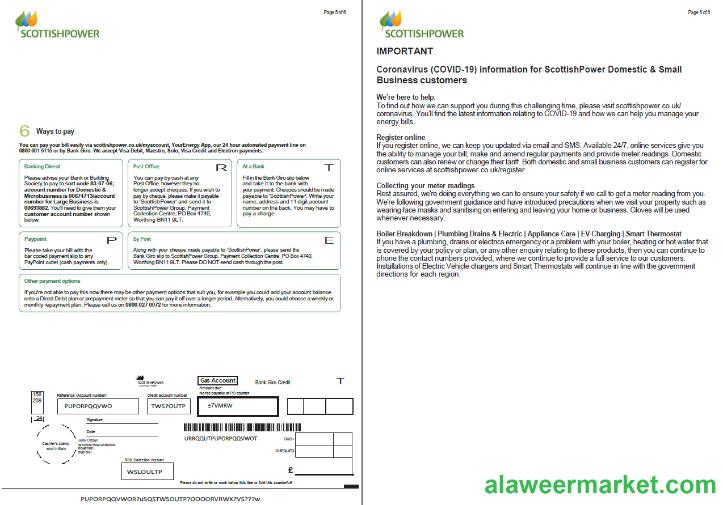 Page 5 of 6
SCOTTISHPOWER
6 Ways to pay
You can pay your bill easily via scottishpower.co.uk/myaccount, YourEnergy App, our 24 hour automated payment line on
0800 001 5115 or by Bank Giro. We accept Visa Debit, Maestro, Solo, Visa Credit and Electron payments.
Banking Direct
Please advise your Bank or Building
Society to pay to sort code 83-07-06;
account number for Domestic &
Microbusiness is 00674713/account
number for Large Business is
You'll need to give them your
customer account number shown
below.
Post Office R
You can pay by cash at any
Post Office, however they no
longer accept cheques. If you wish to
pay by cheque, please make it payable
to 'ScottishPower' and send it to
ScottishPower Group, Payment
Collection Centre, PO Box 4740,
Worthing BN11 9LT.
At a Bank T
Fill in the Bank Giro slip below
and take it to the bank with
your payment. Cheques should be made
payable to 'ScottishPower'. Write your
name, address and 11 digit account
number on the back. You may have to
pay a charge.
Paypoint P
Please take your bill with the
bar coded payment slip to any
PayPoint outlet (cash payments only).
By Post E
Along with your cheque made payable to 'ScottishPower', please send the
Bank Giro slip to ScottishPower Group, Payment Collection Centre, PO Box 4740,
Worthing BN11 9LT. Please DO NOT send cash through the post
Other payment options
If you're not able to pay this now there may be other payment options that suit you, for example you could add your account balance
onto a Direct Debit plan or prepayment meter so that you can pay it off over a longer period. Alternatively, you could choose a weekly or
monthly repayment plan. Please call us on 0800 027 0072 for more information.
SCOTTISHPOWER
Gas Account
Bank Giro Credit
T
Reference (Account number)
Credit account number
Amount due
No fee payable at PO counter
PUPORPQQVWO
TWS7OUTP
±7VMRW
Signature
Date
Cashier's stamp
and initials
URRQQUTPUPORPQQVWOT
CASH
CHEQUES
£
SCO Collection Account
WSLOULTP
Please do not write or mark below this line or fold this counterfoil
PUPORPQQVWOR?uSQSTWSOUTP?OOOORVRWX?VS???w
Page 6 of 6
SCOTTISHPOWER
IMPORTANT
Coronavirus (COVID-19) information for ScottishPower Domestic & Small
Business customers
We're here to help.
To find out how we can support you during this challenging time, please visit scottishpower.co.uk/
coronavirus. You'll find the latest information relating to COVID-19 and how we can help you manage your
energy bills.
Register online
If you register online, we can keep you updated via email and SMS. Available 24/7, online services give you
the ability to manage your bill, make and amend regular payments and provide meter readings. Domestic
customers can also renew or change their tariff. Both domestic and small business customers can register for
online services at scottishpower.co.uk/register
Collecting your meter readings
Rest assured, we're doing everything we can to ensure your safety if we call to get a meter reading from you.
We're following government guidance and have introduced precautions when we visit your property such as
wearing face masks and sanitising on entering and leaving your home or business. Gloves will be used
whenever necessary.
Boiler Breakdown | Plumbing Drains & Electric | Appliance Care | EV Charging | Smart Thermostat
If you have a plumbing, drains or electrics emergency or a problem with your boiler, heating or hot water that
is covered by your policy or plan, or any other enquiry relating to these products; then you can continue to
phone the contact numbers provided, where we continue to provide a full service to our customers.
Installations of Electric Vehicle chargers and Smart Thermostats will continue in line with the government
directions for each region.
alaweermarket.com